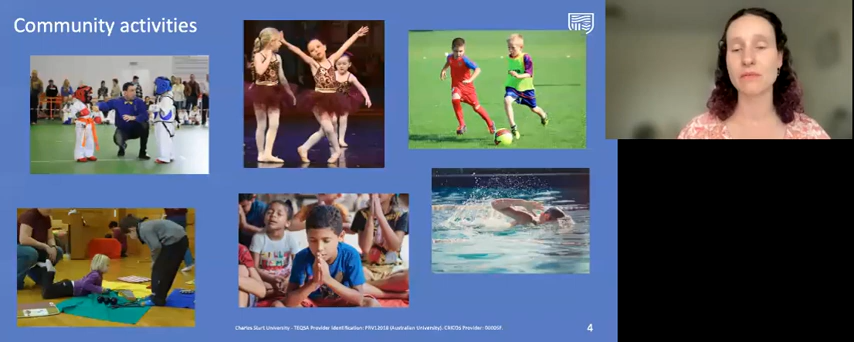 Community activities
Charles Sturt University - TEQSA Provider Identification: PRV12018 (Australian University). CRICOS Provider: 00005F.
4